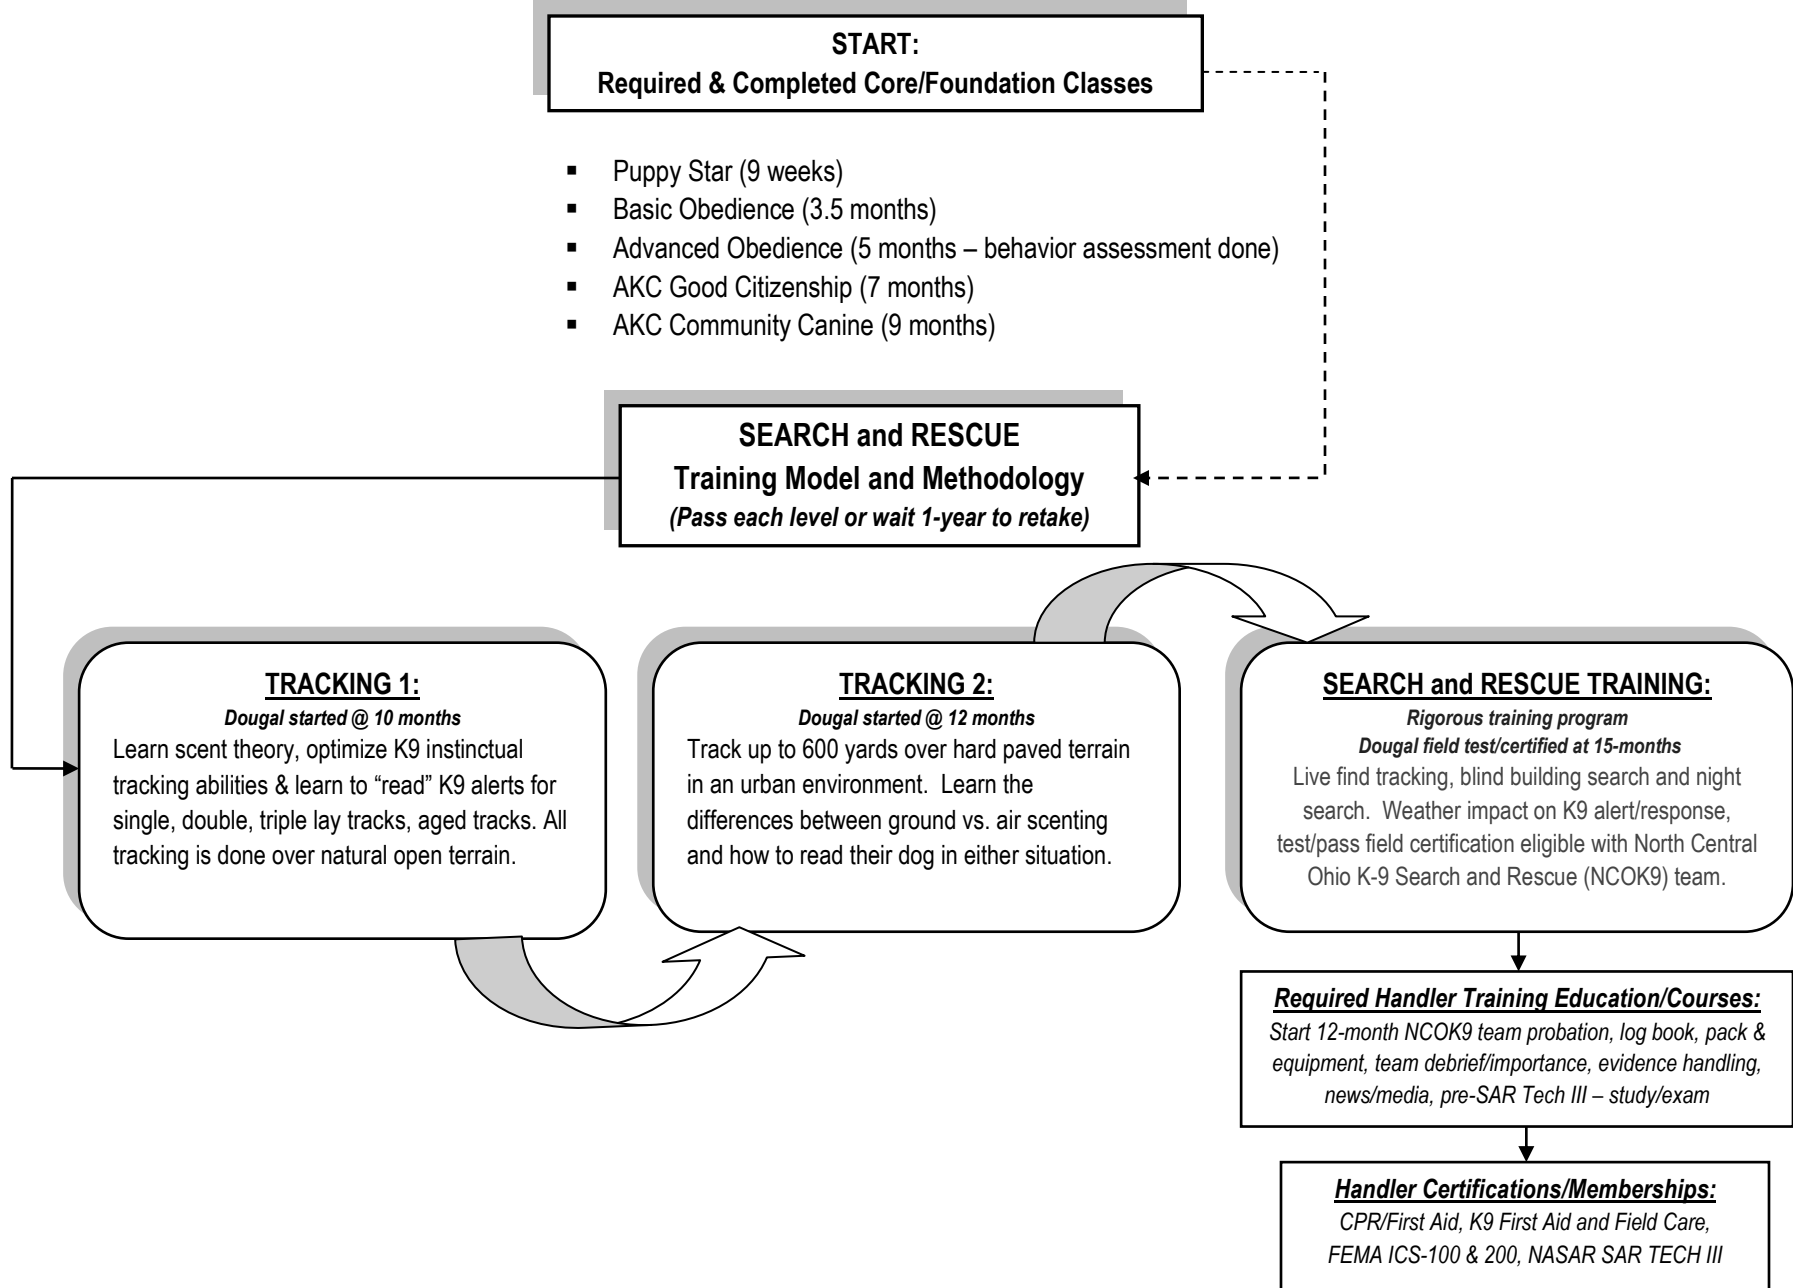 START:
Required & Completed Core/Foundation Classes
▪ Puppy Star (9 weeks)
▪ Basic Obedience (3.5 months)
▪ Advanced Obedience (5 months – behavior assessment done)
▪ AKC Good Citizenship (7 months)
▪ AKC Community Canine (9 months)
SEARCH and RESCUE
Training Model and Methodology
(Pass each level or wait 1-year to retake)
TRACKING 1:
Dougal started @ 10 months
Learn scent theory, optimize K9 instinctual
tracking abilities & learn to “read” K9 alerts for
single, double, triple lay tracks, aged tracks. All
tracking is done over natural open terrain.
TRACKING 2:
Dougal started @ 12 months
Track up to 600 yards over hard paved terrain
in an urban environment.  Learn the
differences between ground vs. air scenting
and how to read their dog in either situation.
SEARCH and RESCUE TRAINING:
Rigorous training program
Dougal field test/certified at 15-months
Live find tracking, blind building search and night
search.  Weather impact on K9 alert/response,
test/pass field certification eligible with North Central
Ohio K-9 Search and Rescue (NCOK9) team.
Required Handler Training Education/Courses:
Start 12-month NCOK9 team probation, log book, pack &
equipment, team debrief/importance, evidence handling,
news/media, pre-SAR Tech III – study/exam
Handler Certifications/Memberships:
CPR/First Aid, K9 First Aid and Field Care,
FEMA ICS-100 & 200, NASAR SAR TECH III